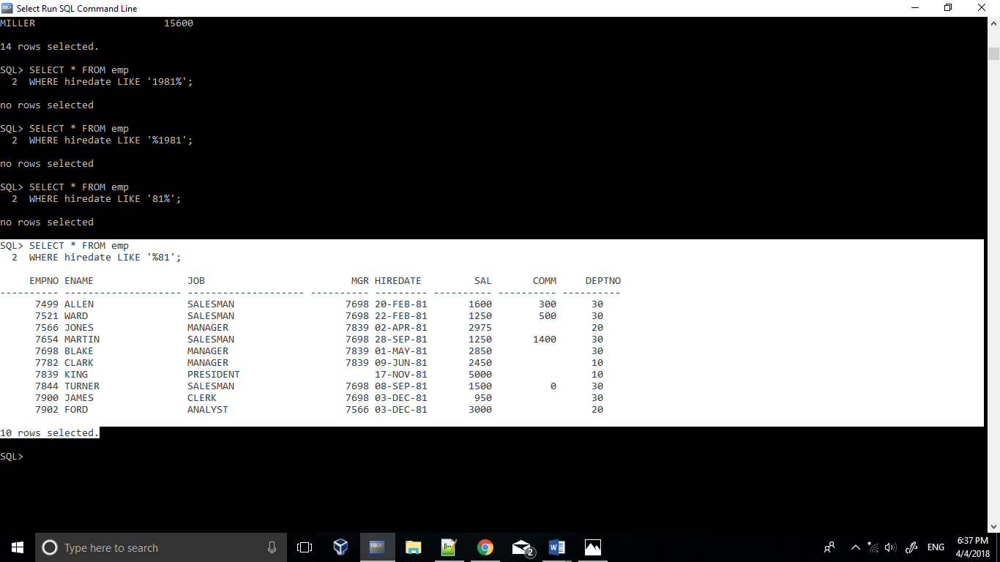 Select Run SQL Command Line
MILLER                      15600
14 rows selected.
SQL> SELECT * FROM emp
  2  WHERE hiredate LIKE '1981%';
no rows selected
SQL> SELECT * FROM emp
  2  WHERE hiredate LIKE '%1981';
no rows selected
SQL> SELECT * FROM emp
  2  WHERE hiredate LIKE '81%';
no rows selected
SQL> SELECT * FROM emp
  2  WHERE hiredate LIKE '%81';
     EMPNO ENAME                JOB                         MGR HIREDATE         SAL       COMM     DEPTNO
---------- -------------------- -------------------- ---------- --------- ---------- ---------- ----------
      7499 ALLEN                SALESMAN                   7698 20-FEB-81       1600        300      30
      7521 WARD                 SALESMAN                   7698 22-FEB-81       1250        500      30
      7566 JONES                MANAGER                    7839 02-APR-81       2975                 20
      7654 MARTIN               SALESMAN                   7698 28-SEP-81       1250       1400      30
      7698 BLAKE                MANAGER                    7839 01-MAY-81       2850                 30
      7782 CLARK                MANAGER                    7839 09-JUN-81       2450                 10
      7839 KING                 PRESIDENT                       17-NOV-81       5000                 10
      7844 TURNER               SALESMAN                   7698 08-SEP-81       1500          0      30
      7900 JAMES                CLERK                      7698 03-DEC-81        950                 30
      7902 FORD                 ANALYST                    7566 03-DEC-81       3000                 20
10 rows selected.
SQL>
Type here to search
2
ENG
6:37 PM
4/4/2018